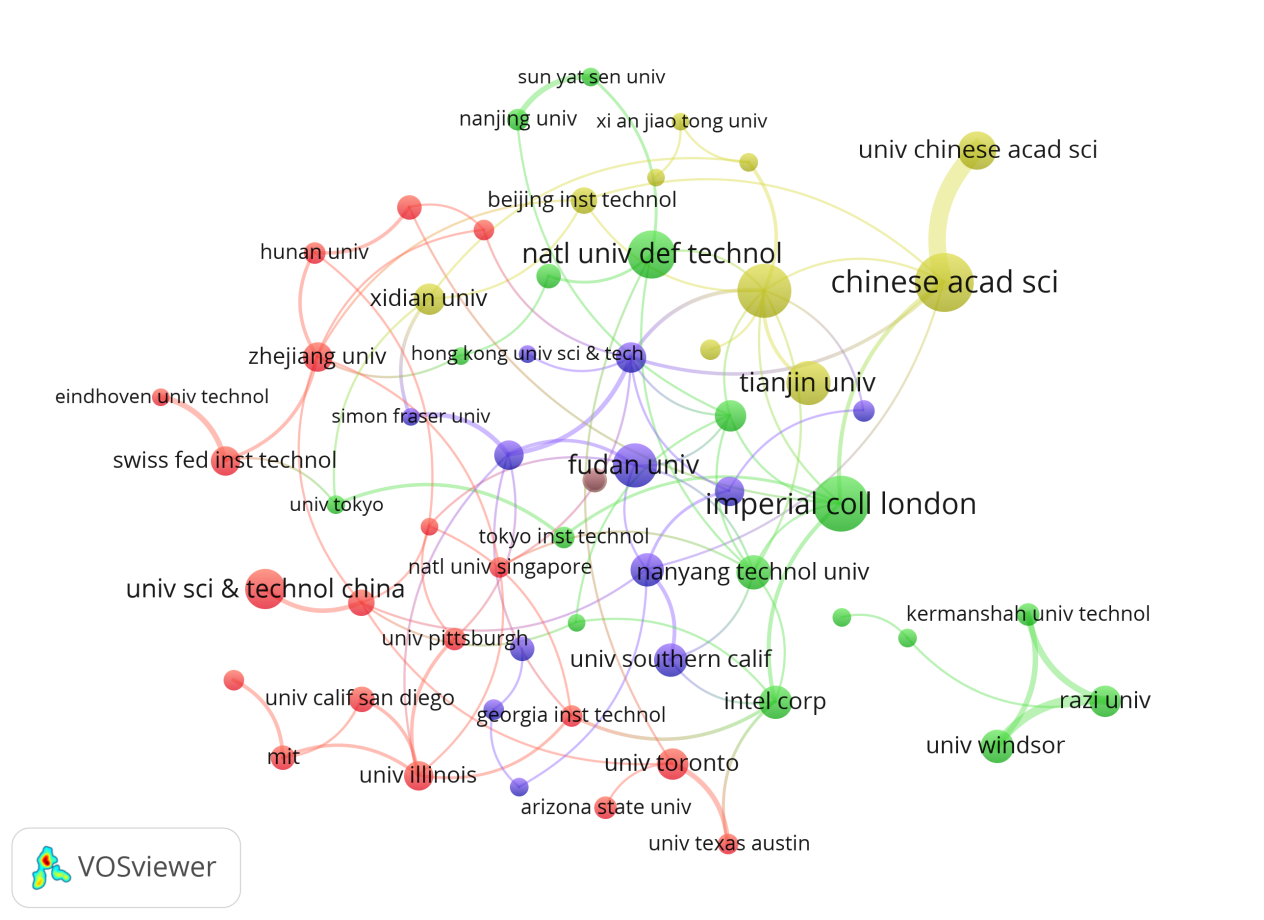 sun yat sen univ
nanjing univ
xi an jiao tong univ
univ chinese acad sci
beijing inst technol
hunan univ
natl univ def technol
chinese acad sci
xidian univ
zhejiang univ
hong kong univ sci & tech
tianjin univ
eindhoven univ technol
simon fraser univ
swiss fed inst technol
fudan univ
univ tokyo
imperial coll london
tokyo inst technol
natl univ singapore
nanyang technol univ
univ sci & technol china
kermanshah univ technol
univ pittsburgh
univ southern calif
univ calif san diego
intel corp
razi univ
georgia inst technol
univ windsor
mit
univ illinois
univ toronto
arizona state univ
univ texas austin
VOSviewer